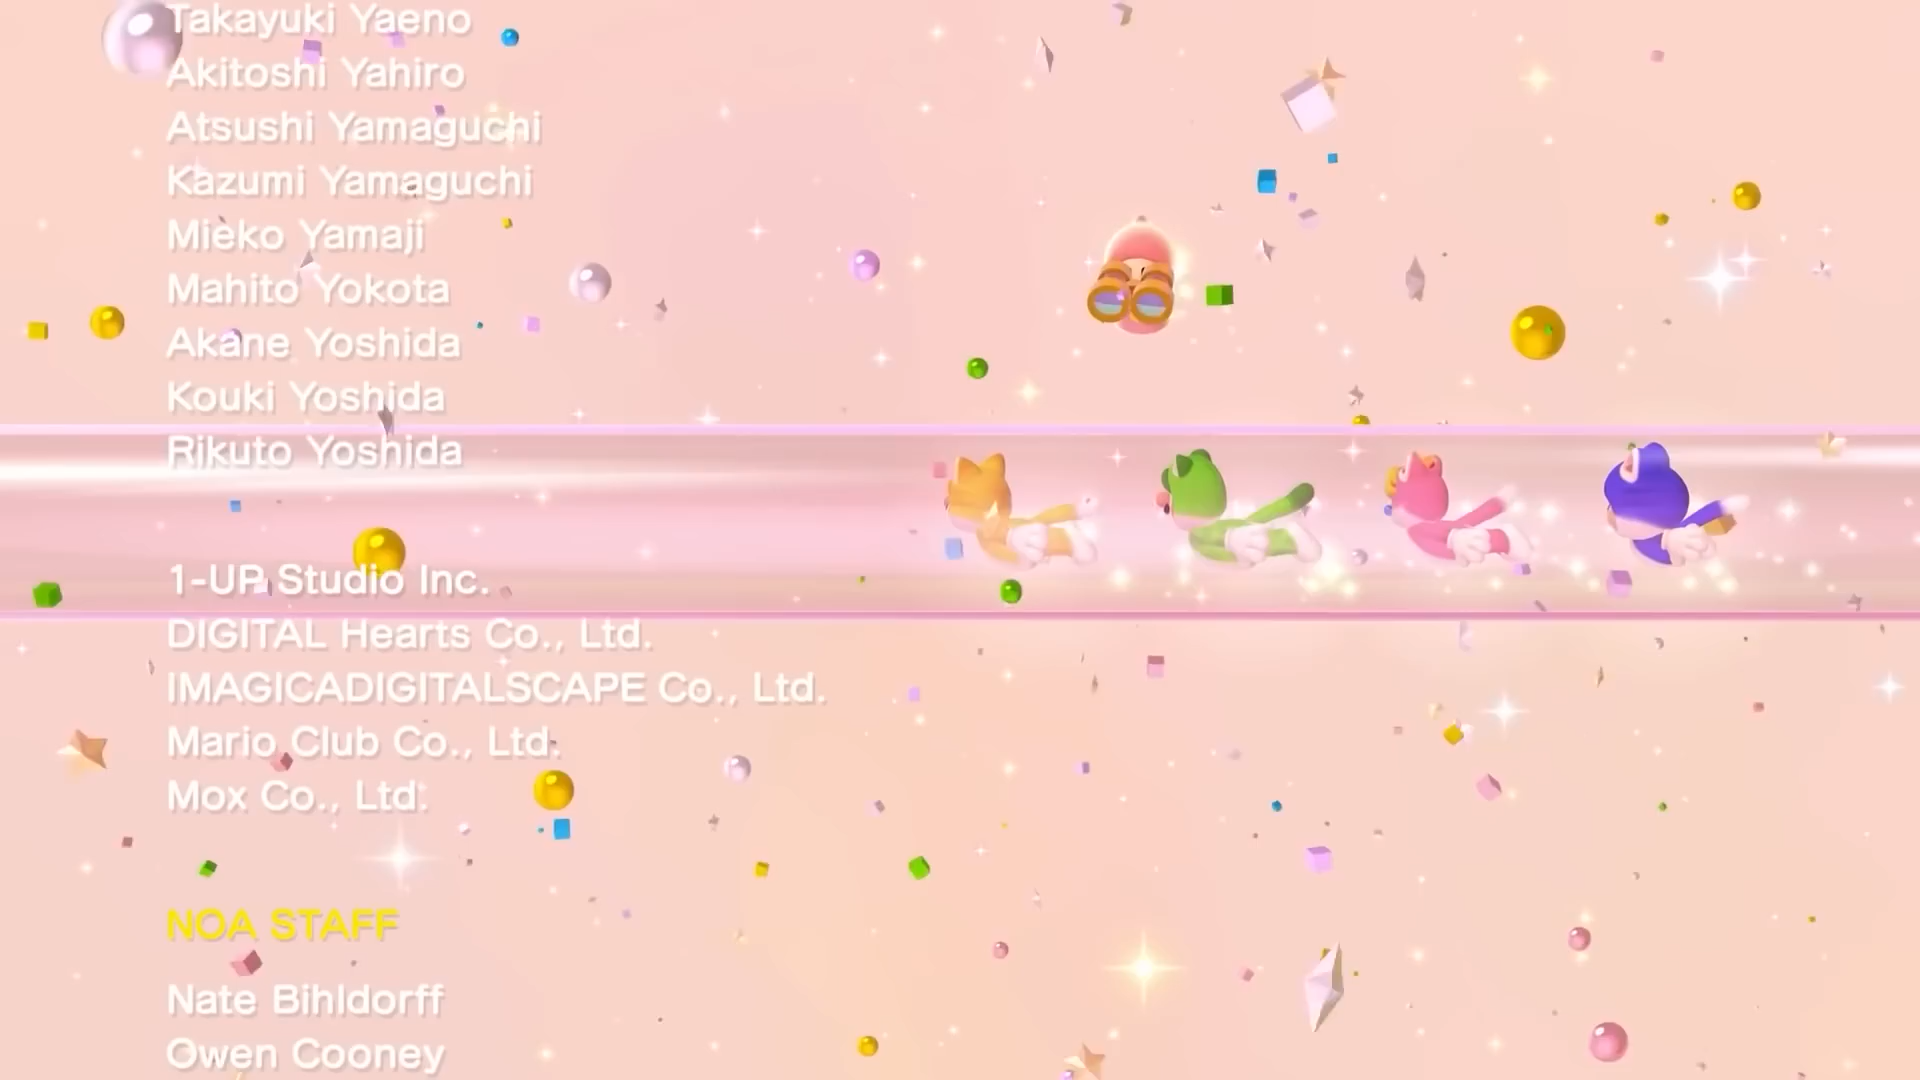 Takayuki Yaeno
Akitoshi Yahiro
Atsushi Yamaguchi
Kazumi Yamaguchi
Mieko Yamaji
Mahito Yokota
Akane Yoshida
Kouki Yoshida
Rikuto Yoshida
1-UP Studio Inc.
DIGITAL Hearts Co., Ltd.
IMAGICADIGITALSCAPE Co., Ltd.
Mario Club Co., Ltd.
Mox Co., Ltd.
NOA STAFF
Nate Bihldorff
Owen Cooney